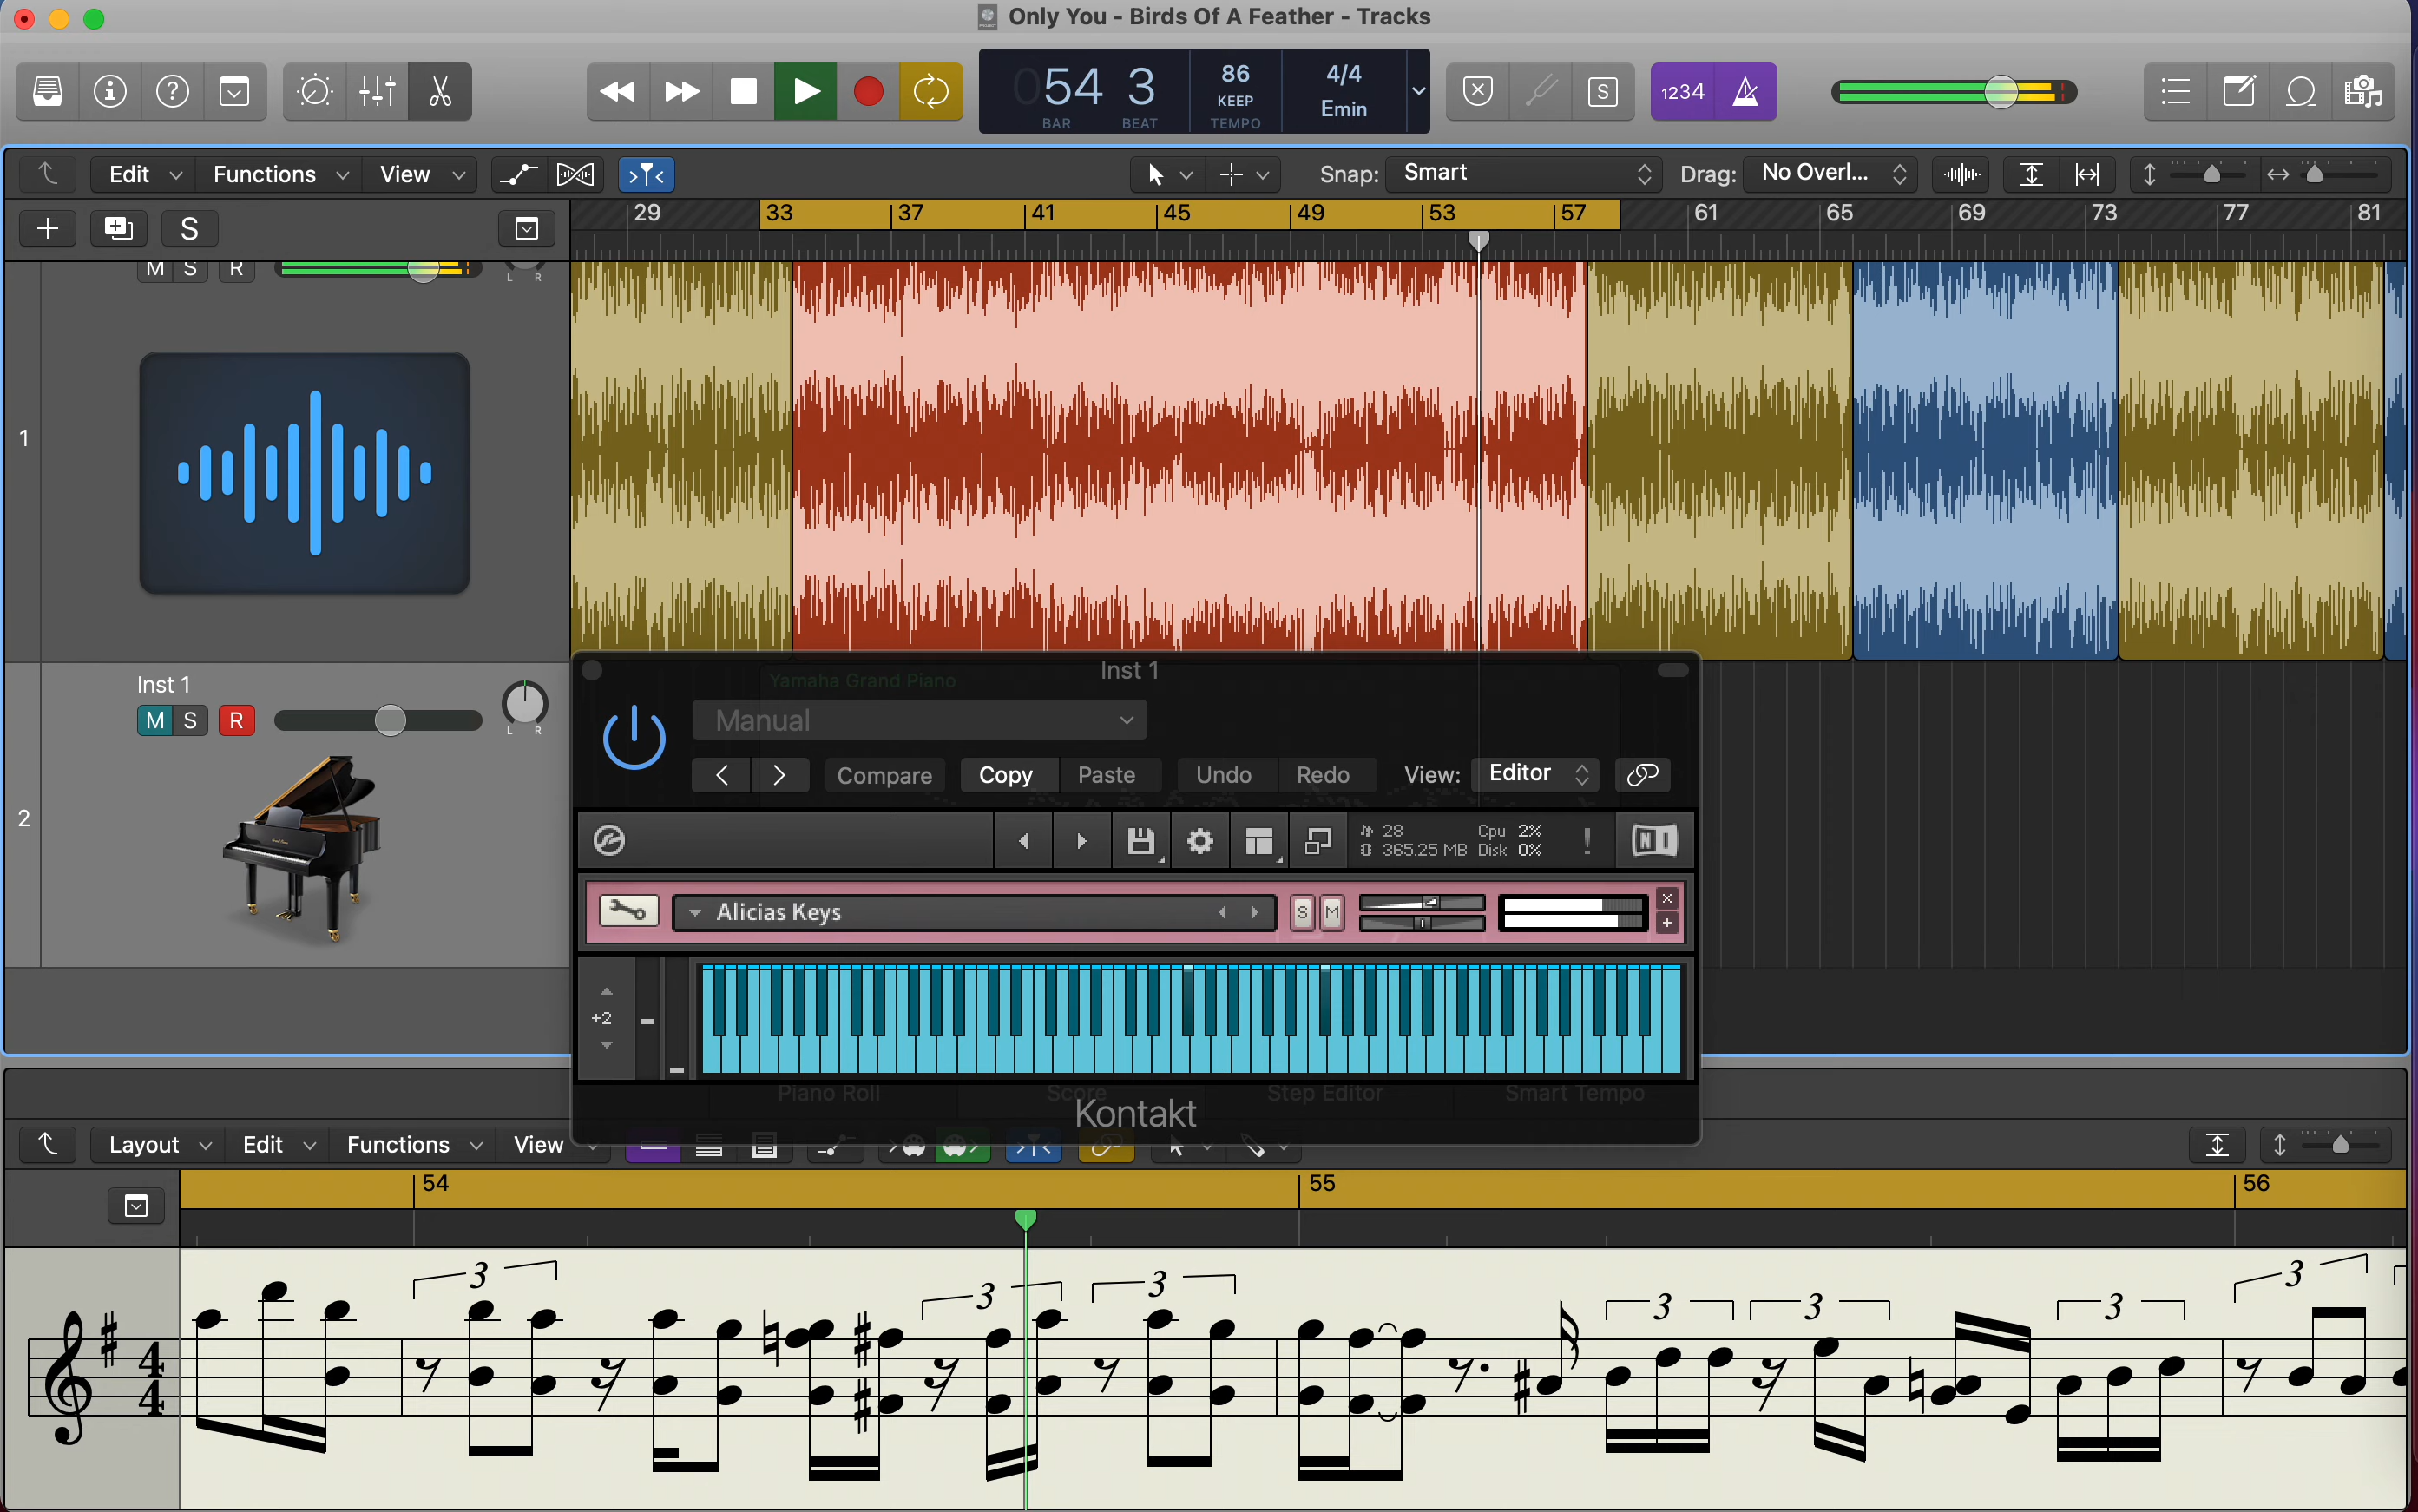 Only You - Birds Of A Feather - Tracks
54 3 86 4/4
KEEP Emin
BAR BEAT TEMPO
S 1234
Edit Functions View Snap: Smart Drag: No Overl...
S 29 33 37 41 45 49 53 57 61 65 69 73 77 81
M S R L R
1
Inst 1
M S R L R
2
Inst 1
Yamaha Grand Piano
Manual
Compare Copy Paste Undo Redo View: Editor
28 Cpu 2%
365.25 MB Disk 0% ! NI
Alicias Keys S M
+2
Piano Roll Score Step Editor Smart Tempo
Kontakt
Layout Edit Functions View
54 55 56
3 3 3 3 3 3 3
4
4